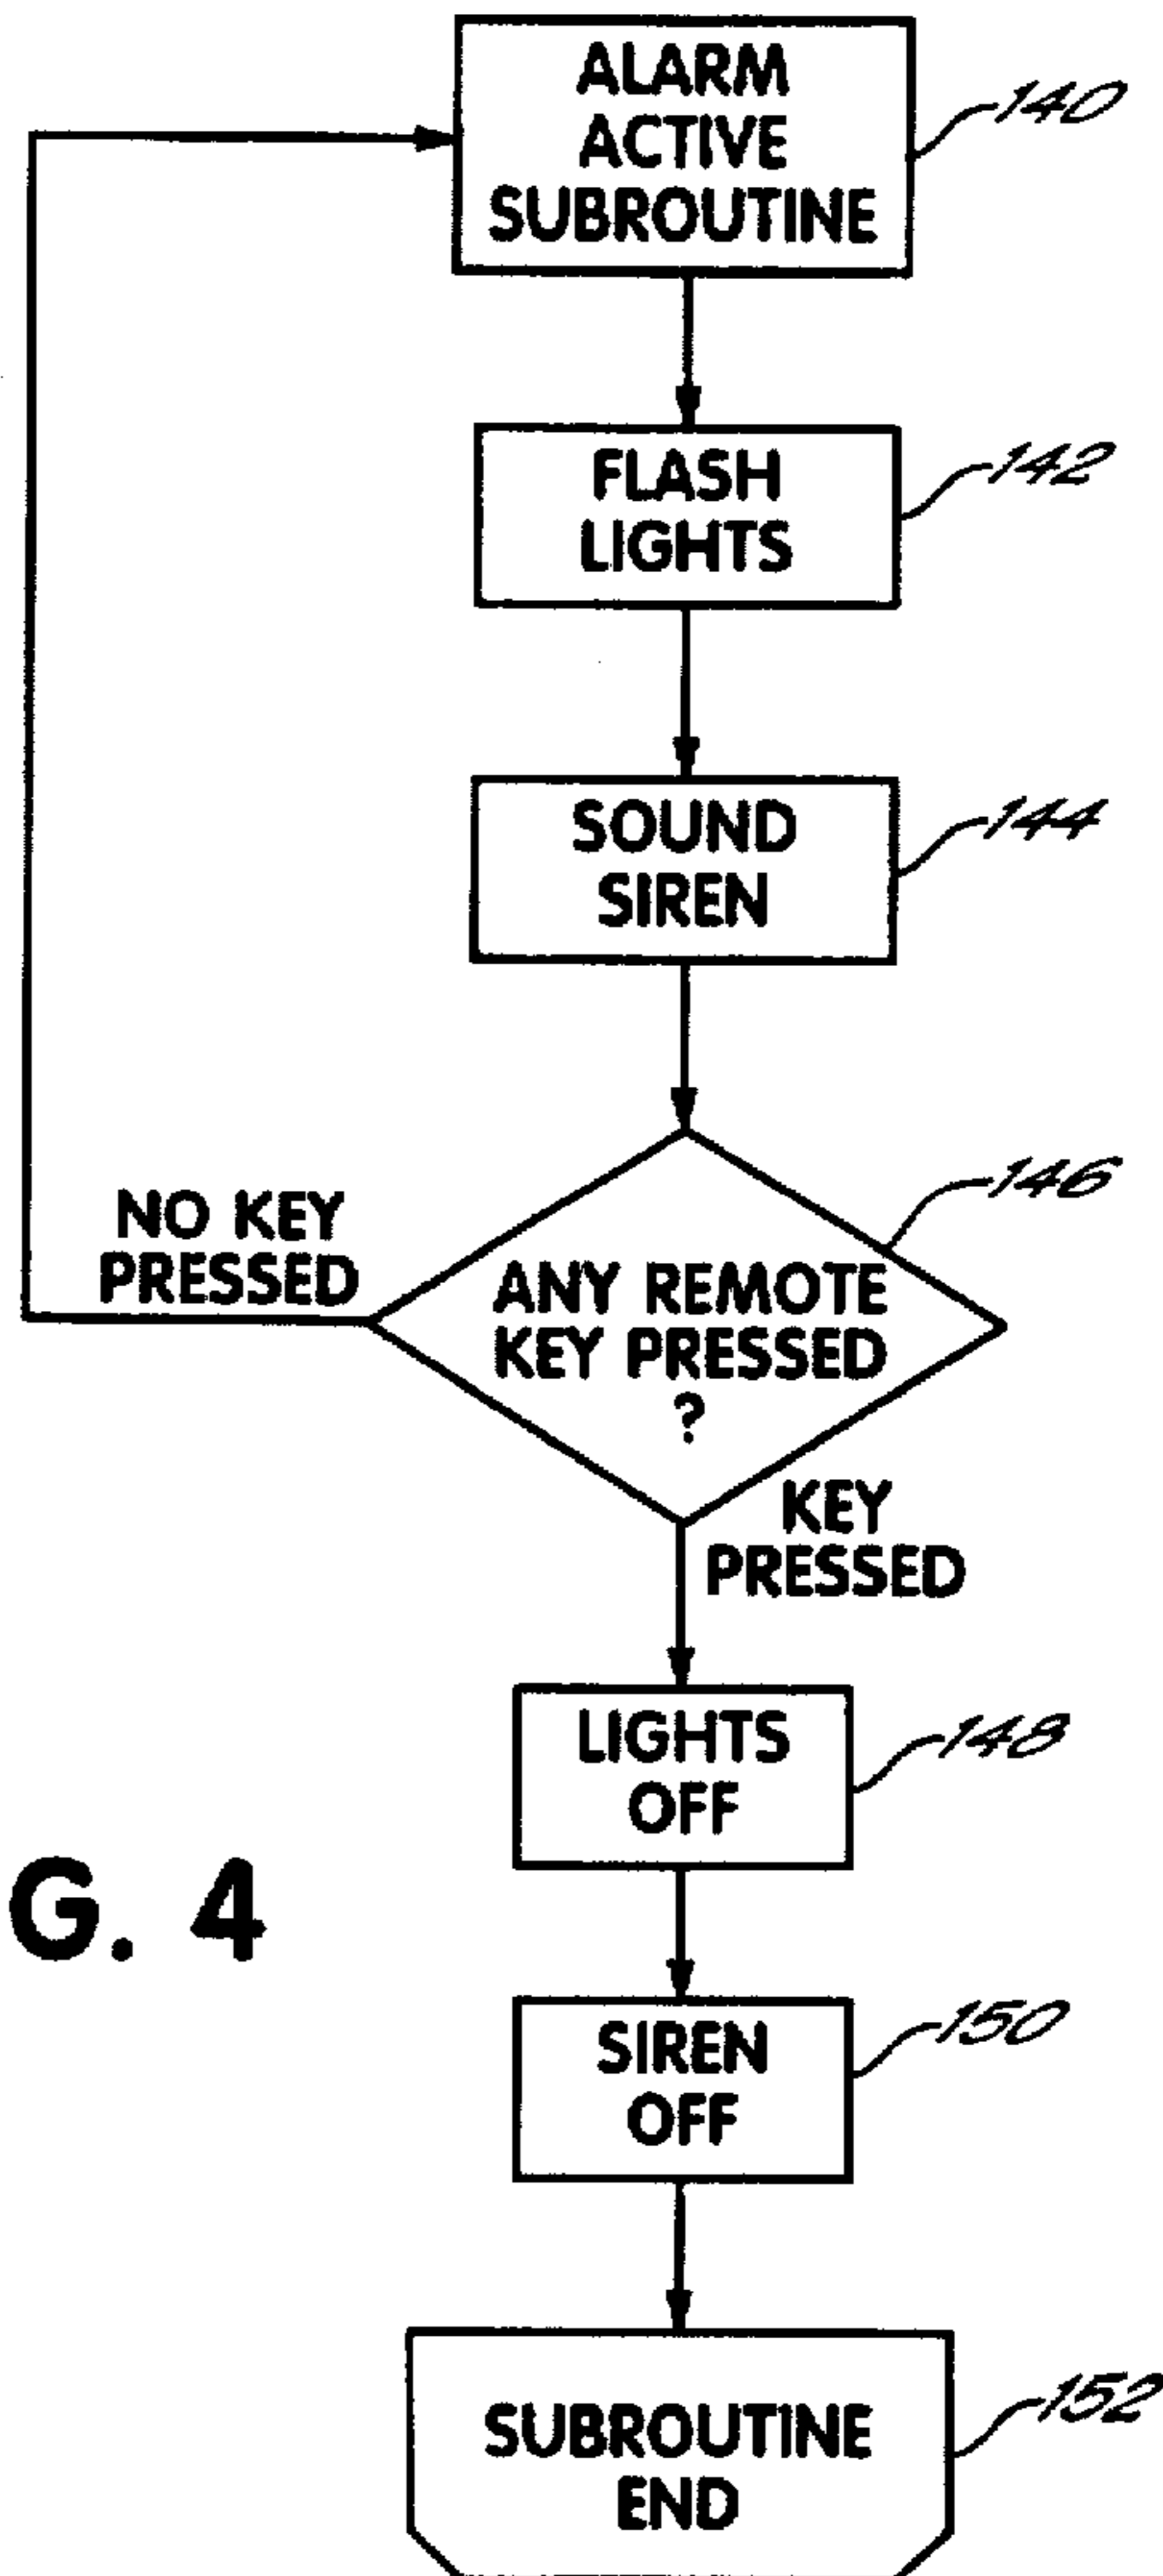 ALARM
ACTIVE
SUBROUTINE
140
FLASH
LIGHTS
142
SOUND
SIREN
144
146
NO KEY
PRESSED
ANY REMOTE
KEY PRESSED
?
KEY
PRESSED
LIGHTS
OFF
148
G. 4
SIREN
OFF
150
SUBROUTINE
END
152